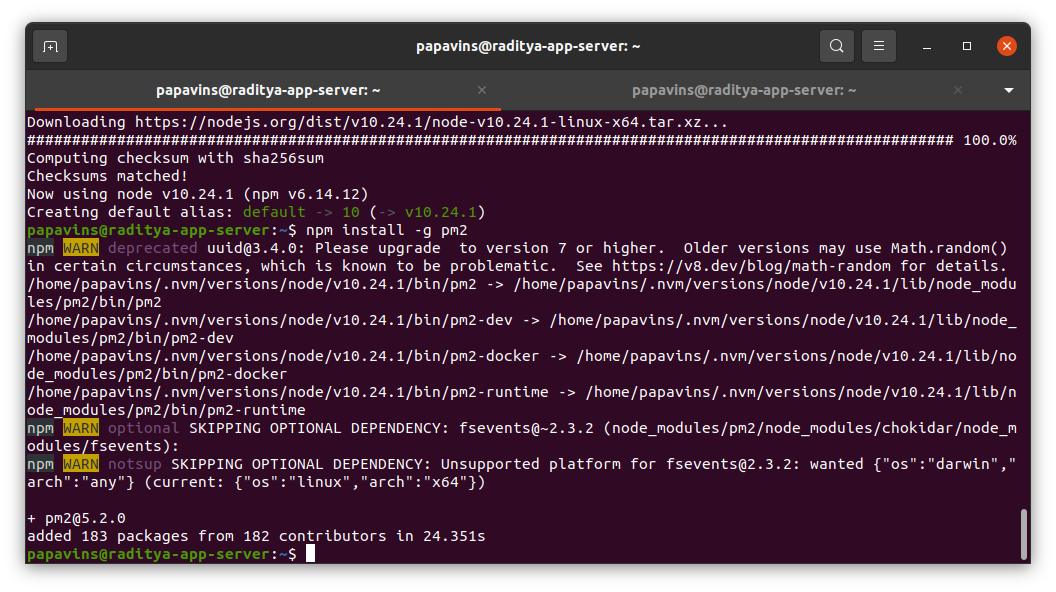 papavins@raditya-app-server: ~
papavins@raditya-app-server: ~
papavins@raditya-app-server: ~
Downloading https://nodejs.org/dist/v10.24.1/node-v10.24.1-linux-x64.tar.xz...
####################################################################################################### 100.0%
Computing checksum with sha256sum
Checksums matched!
Now using node v10.24.1 (npm v6.14.12)
Creating default alias: default -> 10 (-> v10.24.1)
papavins@raditya-app-server:~$ npm install -g pm2
npm WARN deprecated uuid@3.4.0: Please upgrade  to version 7 or higher.  Older versions may use Math.random()
in certain circumstances, which is known to be problematic.  See https://v8.dev/blog/math-random for details.
/home/papavins/.nvm/versions/node/v10.24.1/bin/pm2 -> /home/papavins/.nvm/versions/node/v10.24.1/lib/node_modu
les/pm2/bin/pm2
/home/papavins/.nvm/versions/node/v10.24.1/bin/pm2-dev -> /home/papavins/.nvm/versions/node/v10.24.1/lib/node_
modules/pm2/bin/pm2-dev
/home/papavins/.nvm/versions/node/v10.24.1/bin/pm2-docker -> /home/papavins/.nvm/versions/node/v10.24.1/lib/no
de_modules/pm2/bin/pm2-docker
/home/papavins/.nvm/versions/node/v10.24.1/bin/pm2-runtime -> /home/papavins/.nvm/versions/node/v10.24.1/lib/n
ode_modules/pm2/bin/pm2-runtime
npm WARN optional SKIPPING OPTIONAL DEPENDENCY: fsevents@~2.3.2 (node_modules/pm2/node_modules/chokidar/node_m
odules/fsevents):
npm WARN notsup SKIPPING OPTIONAL DEPENDENCY: Unsupported platform for fsevents@2.3.2: wanted {"os":"darwin","
arch":"any"} (current: {"os":"linux","arch":"x64"})
+ pm2@5.2.0
added 183 packages from 182 contributors in 24.351s
papavins@raditya-app-server:~$